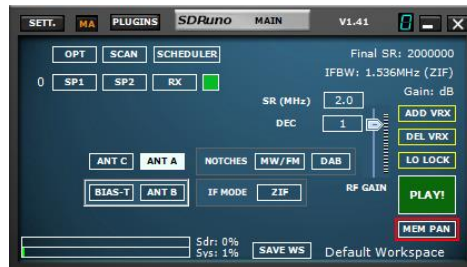 SETT. MA PLUGINS SDRuno MAIN V1.41
OPT SCAN SCHEDULER Final SR: 2000000
IFBW: 1.536MHz (ZIF)
0 SP1 SP2 RX Gain: dB
SR (MHz) 2.0 ADD VRX
DEC 1 DEL VRX
ANT C ANT A NOTCHES MW/FM DAB LO LOCK
BIAS-T ANT B IF MODE ZIF RF GAIN PLAY!
MEM PAN
Sdr: 0%
Sys: 1% SAVE WS Default Workspace